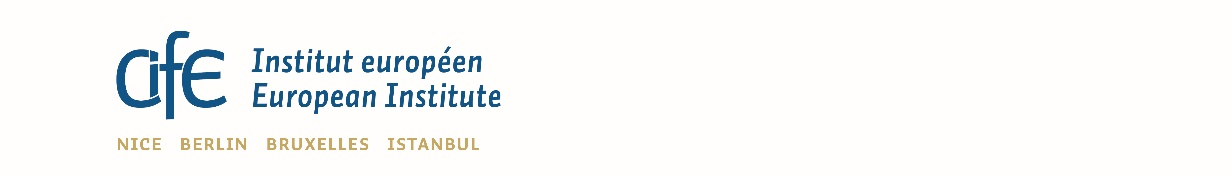 cifE Institut européen
European Institute
NICE BERLIN BRUXELLES ISTANBUL